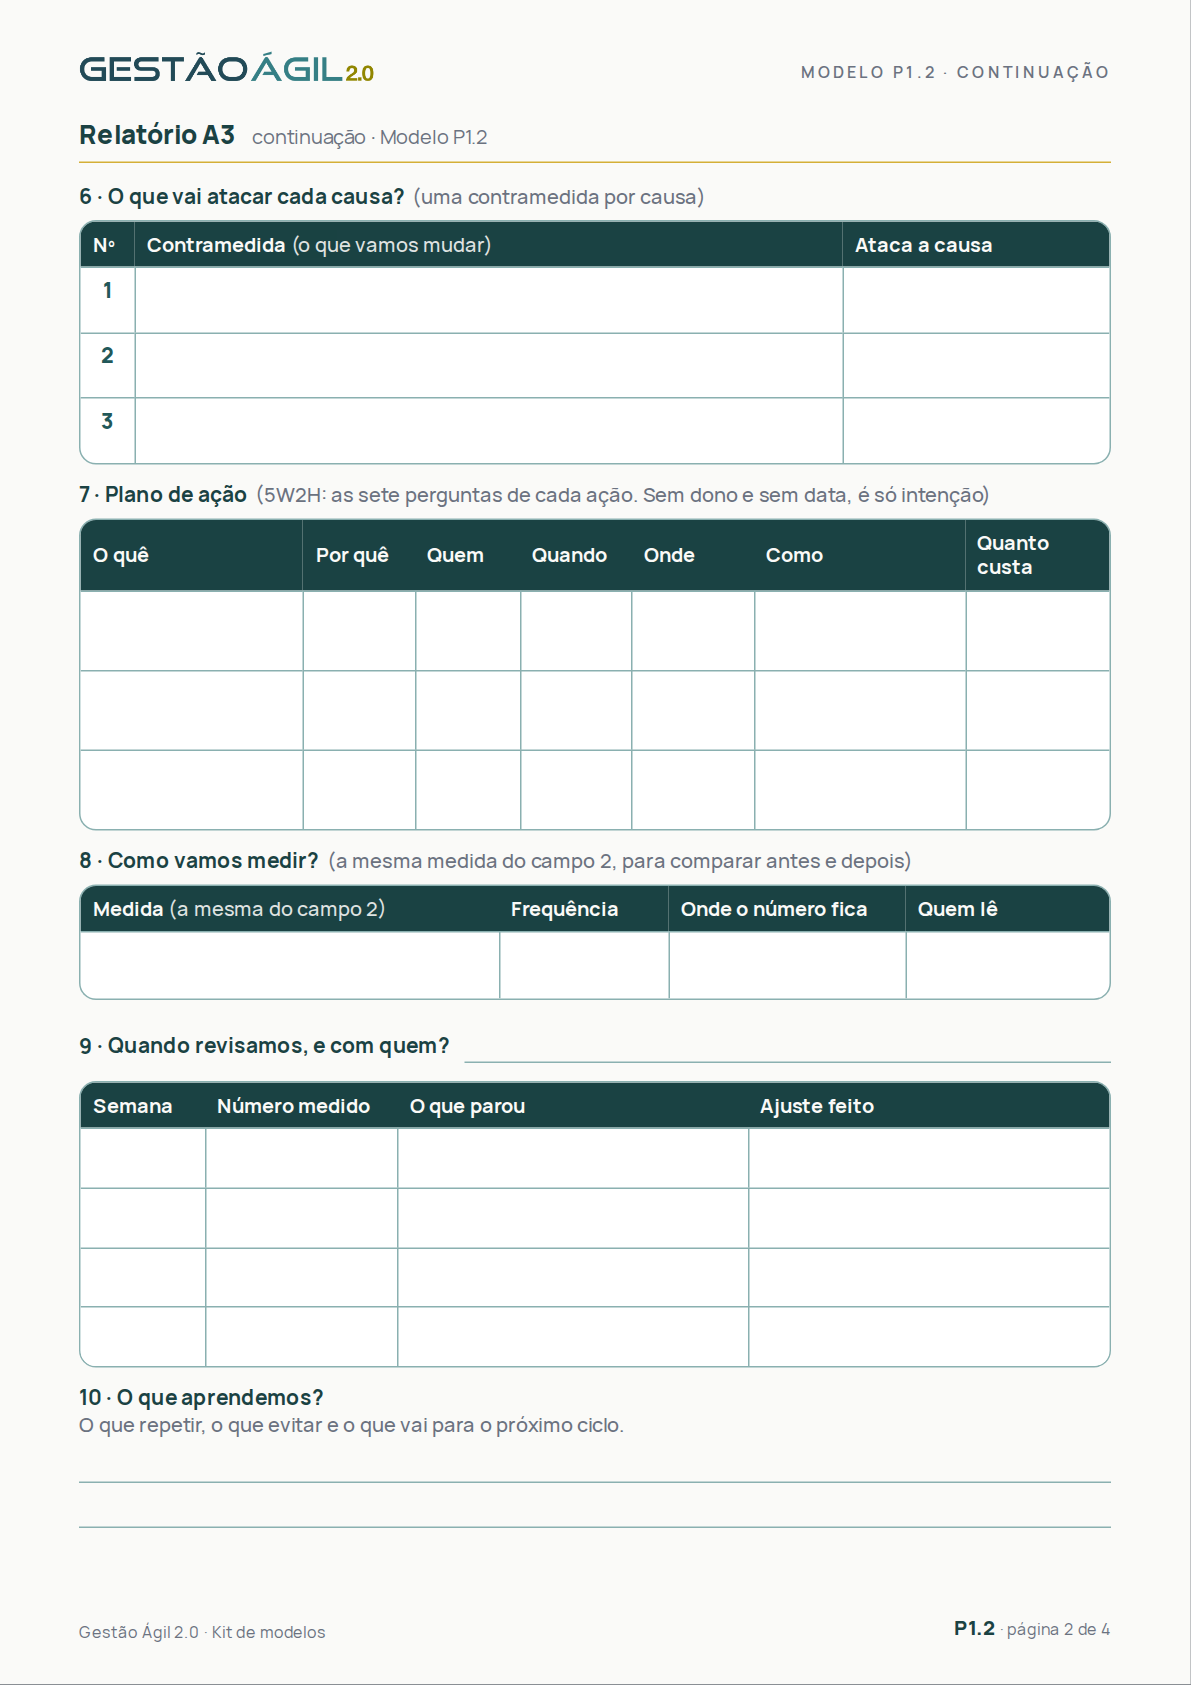 GESTÃOÁGIL2.0
MODELO P1.2 · CONTINUAÇÃO
Relatório A3 continuação · Modelo P1.2
6 · O que vai atacar cada causa? (uma contramedida por causa)
Nº Contramedida (o que vamos mudar) Ataca a causa
1
2
3
7 · Plano de ação (5W2H: as sete perguntas de cada ação. Sem dono e sem data, é só intenção)
O quê Por quê Quem Quando Onde Como Quanto
custa
8 · Como vamos medir? (a mesma medida do campo 2, para comparar antes e depois)
Medida (a mesma do campo 2) Frequência Onde o número fica Quem lê
9 · Quando revisamos, e com quem?
Semana Número medido O que parou Ajuste feito
10 · O que aprendemos?
O que repetir, o que evitar e o que vai para o próximo ciclo.
Gestão Ágil 2.0 · Kit de modelos
P1.2 · página 2 de 4